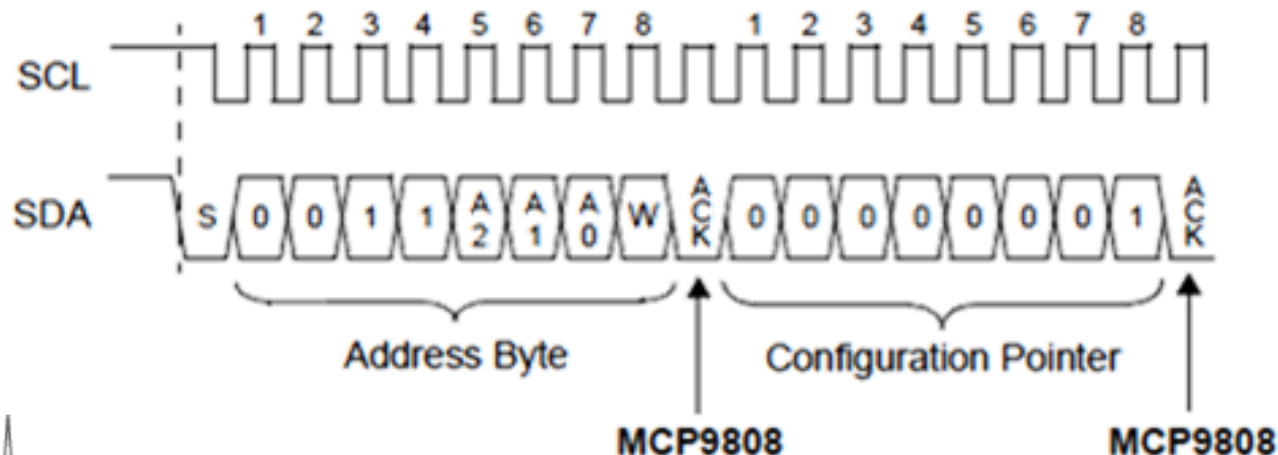 1 2 3 4 5 6 7 8 1 2 3 4 5 6 7 8
SCL
SDA S 0 0 1 1 A2 A1 A0 W ACK 0 0 0 0 0 0 0 1 ACK
Address Byte Configuration Pointer
MCP9808 MCP9808